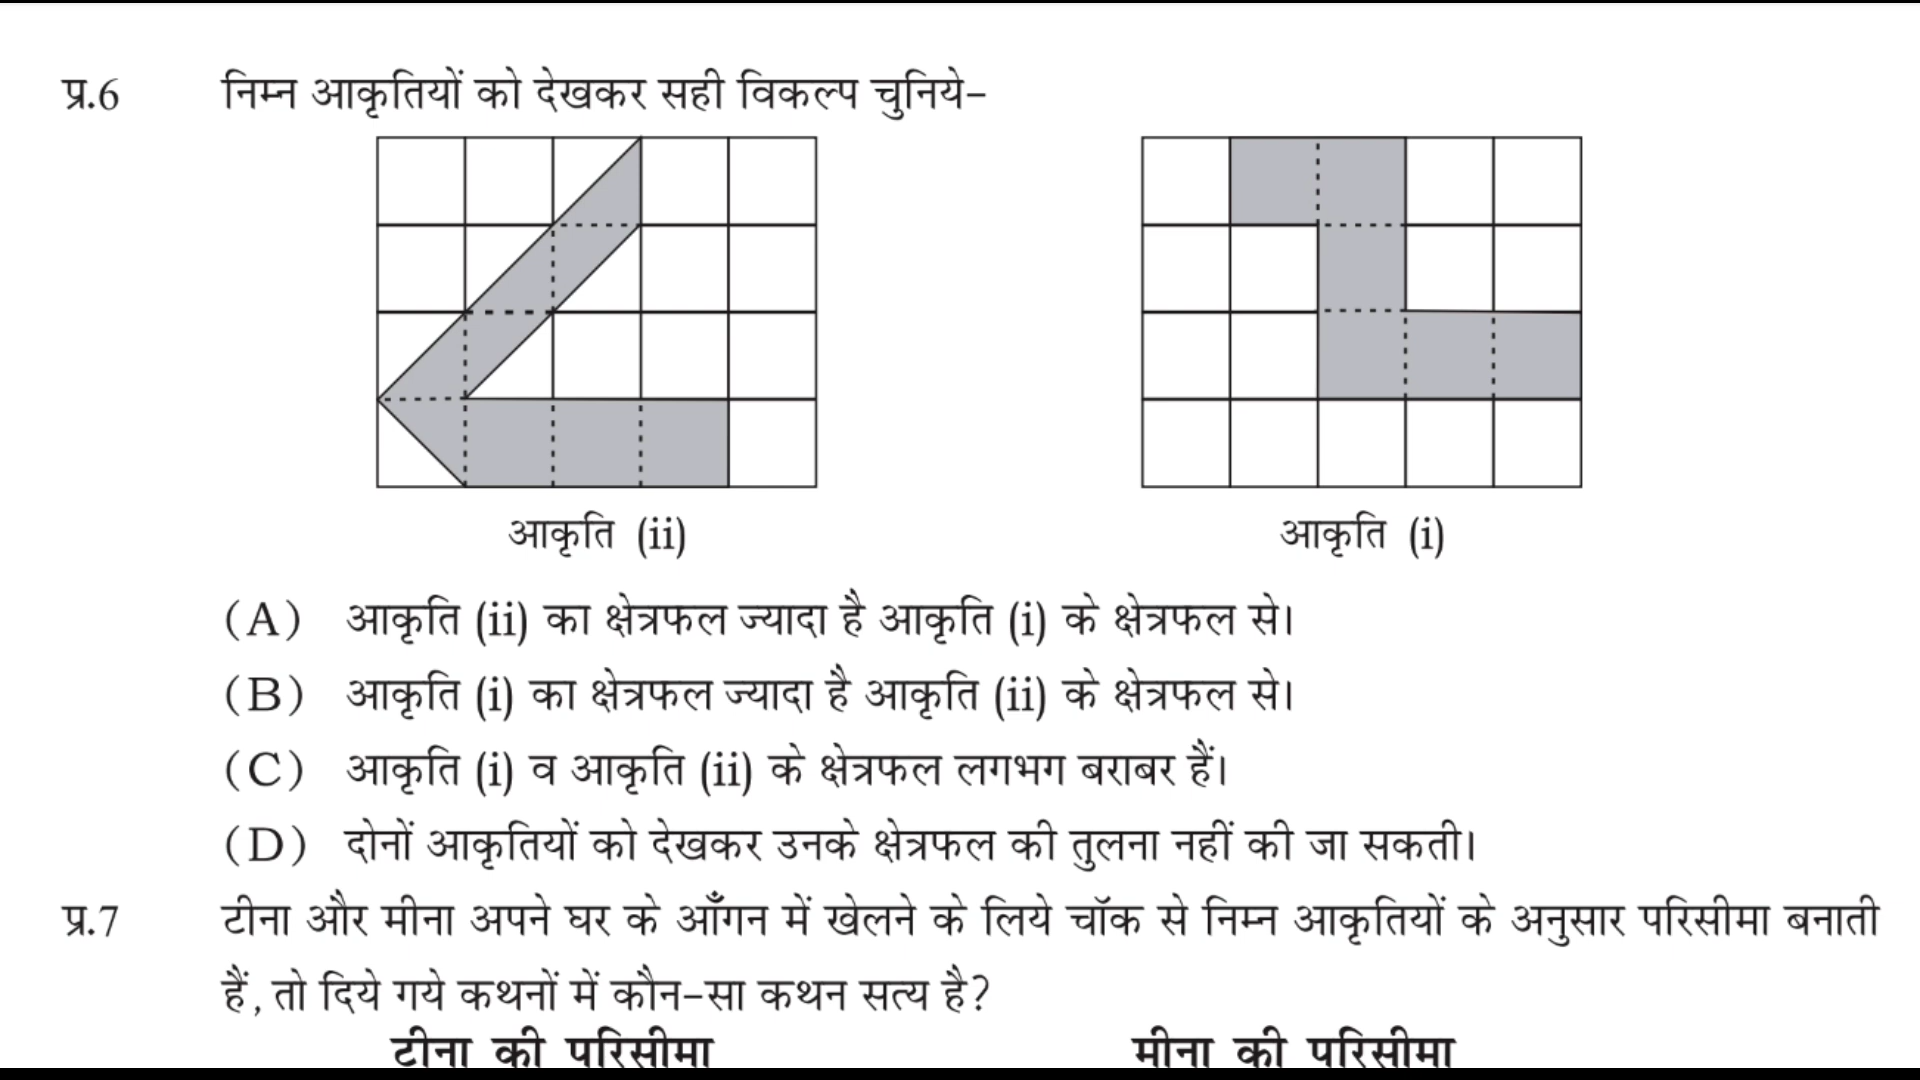 प्र.6 निम्न आकृतियों को देखकर सही विकल्प चुनिये-
आकृति (ii) आकृति (i)
(A) आकृति (ii) का क्षेत्रफल ज्यादा है आकृति (i) के क्षेत्रफल से।
(B) आकृति (i) का क्षेत्रफल ज्यादा है आकृति (ii) के क्षेत्रफल से।
(C) आकृति (i) व आकृति (ii) के क्षेत्रफल लगभग बराबर हैं।
(D) दोनों आकृतियों को देखकर उनके क्षेत्रफल की तुलना नहीं की जा सकती।
प्र.7 टीना और मीना अपने घर के आँगन में खेलने के लिये चॉक से निम्न आकृतियों के अनुसार परिसीमा बनाती
हैं, तो दिये गये कथनों में कौन-सा कथन सत्य है?
टीना की परिसीमा मीना की परिसीमा